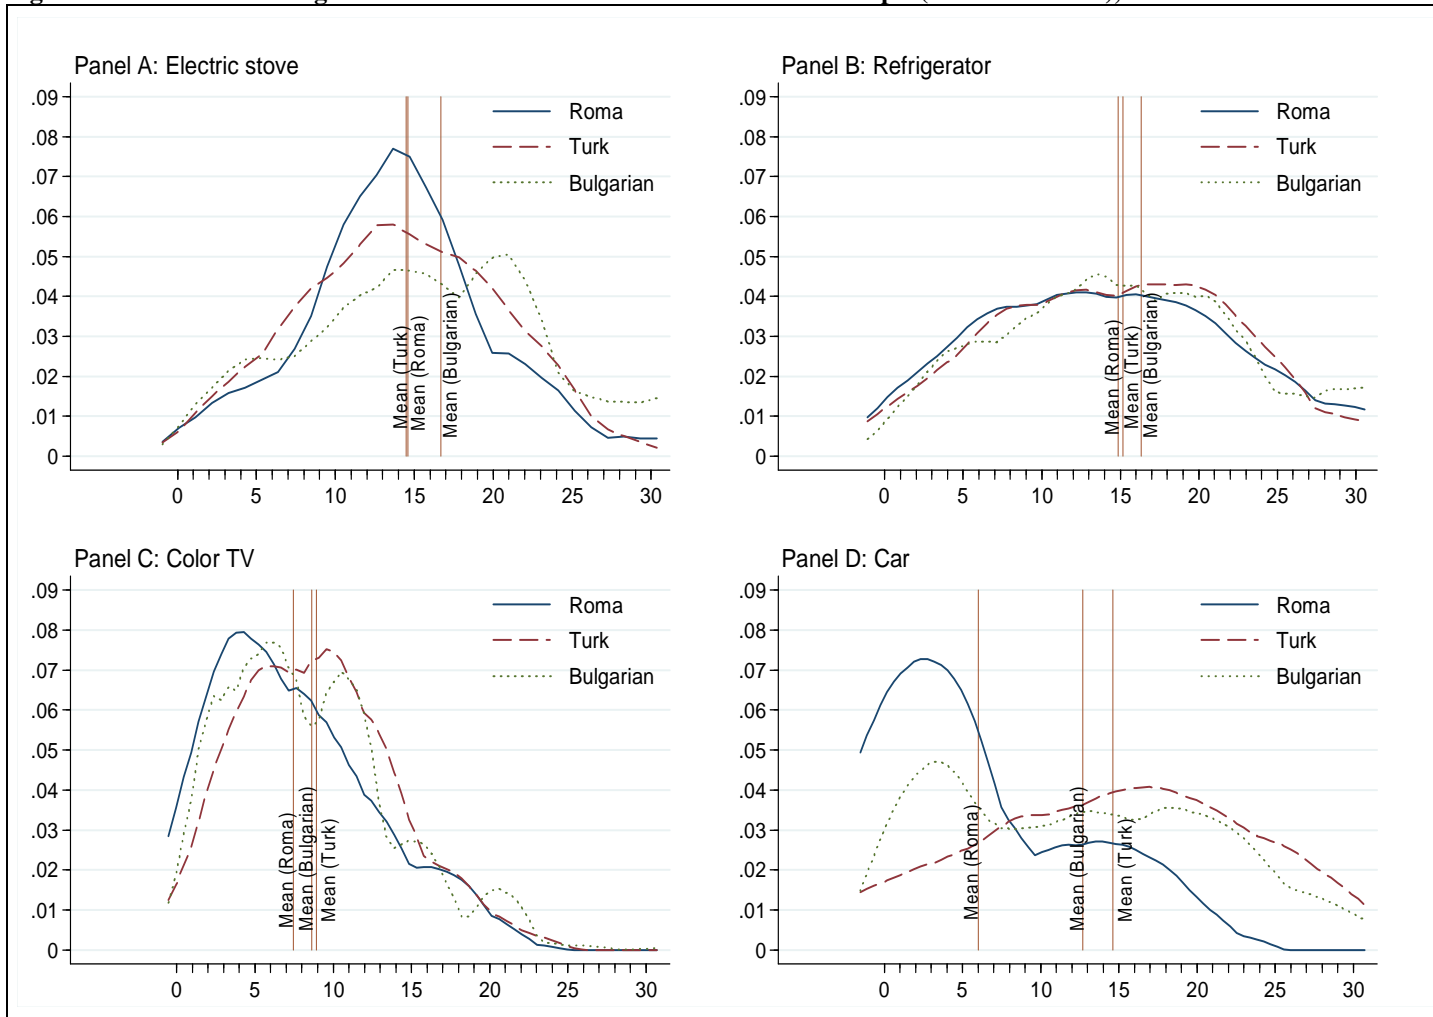 Panel A: Electric stove
.09
.08
.07
.06
.05
.04
.03
.02
.01
0
0 5 10 15 20 25 30
Roma
Turk
Bulgarian
Mean (Turk)
Mean (Roma)
Mean (Bulgarian)
Panel B: Refrigerator
.09
.08
.07
.06
.05
.04
.03
.02
.01
0
0 5 10 15 20 25 30
Roma
Turk
Bulgarian
Mean (Roma)
Mean (Turk)
Mean (Bulgarian)
Panel C: Color TV
.09
.08
.07
.06
.05
.04
.03
.02
.01
0
0 5 10 15 20 25 30
Roma
Turk
Bulgarian
Mean (Roma)
Mean (Bulgarian)
Mean (Turk)
Panel D: Car
.09
.08
.07
.06
.05
.04
.03
.02
.01
0
0 5 10 15 20 25 30
Roma
Turk
Bulgarian
Mean (Roma)
Mean (Bulgarian)
Mean (Turk)